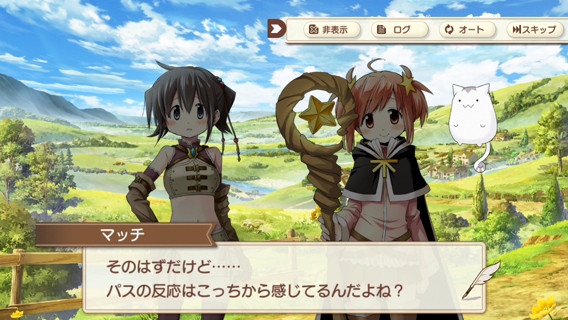 非表示
ログ
オート
スキップ
マッチ
そのはずだけど……
パスの反応はこっちから感じてるんだよね？